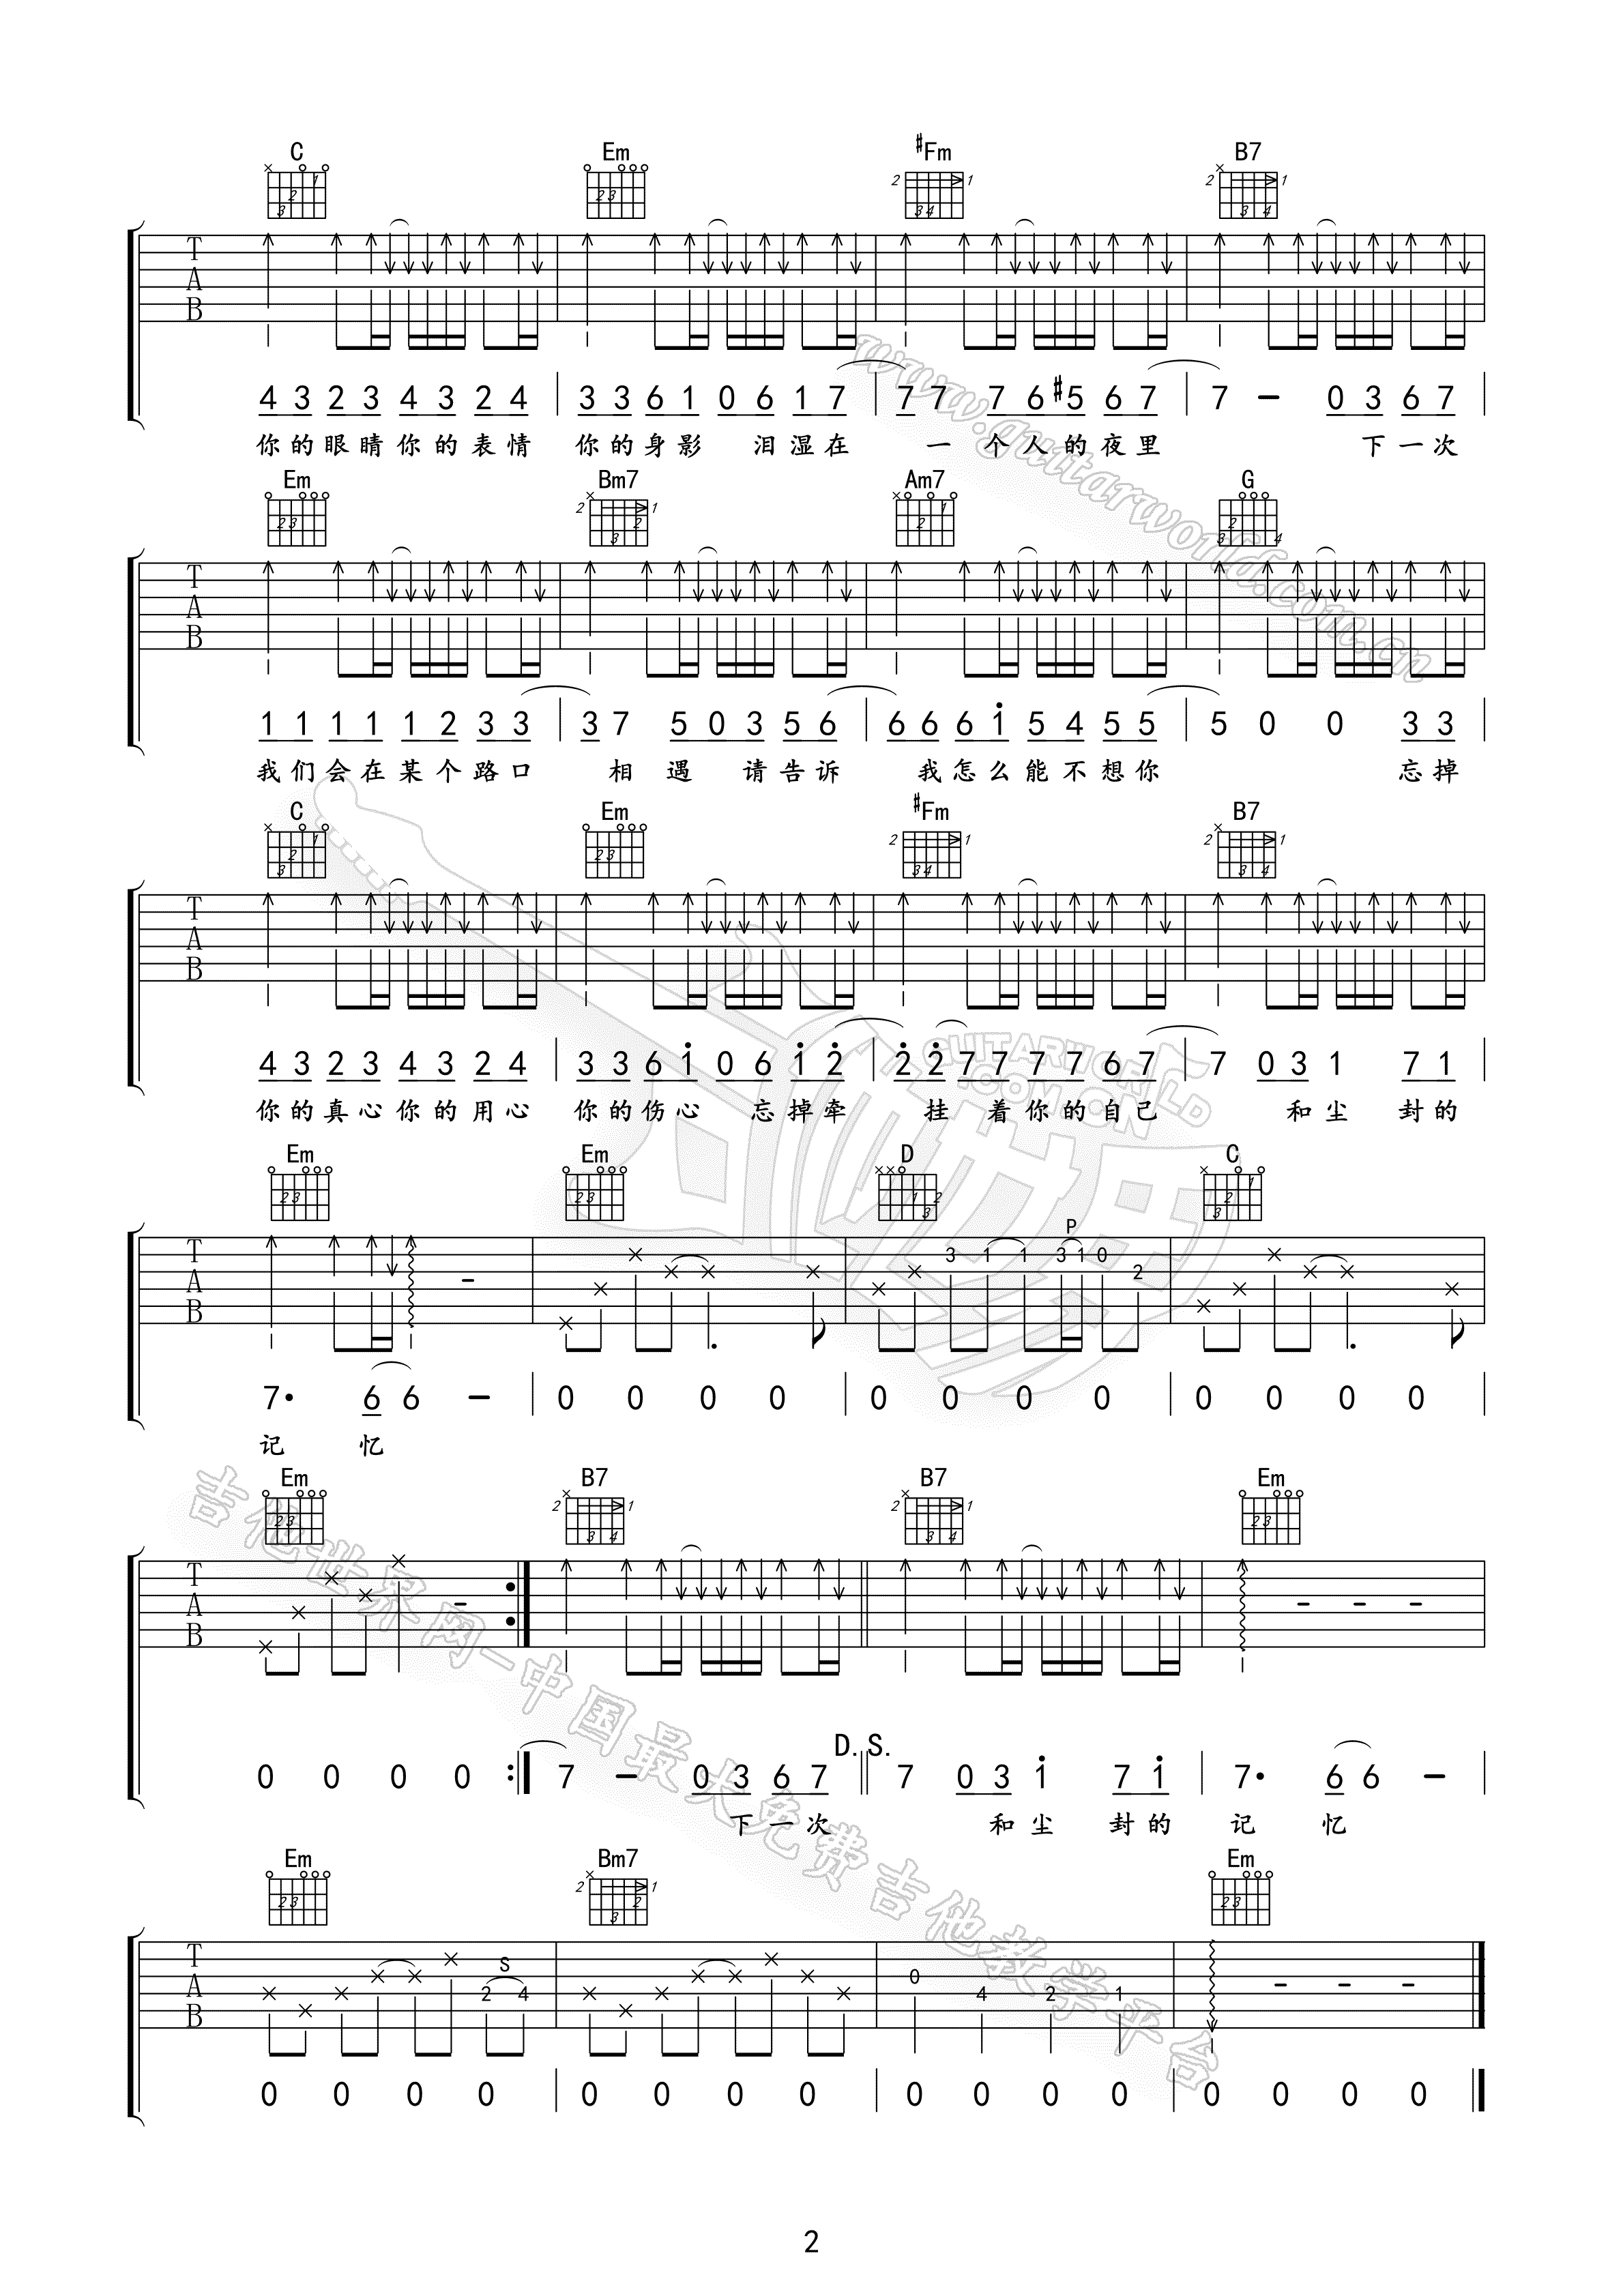 C Em #Fm B7
4 3 2 3 4 3 2 4 | 3 3 6 1 0 6 1 7 | 7 7 7 6 #5 6 7 | 7 - 0 3 6 7 |
你的眼睛你的表情 你的身影 泪湿在 一个人的夜里 下一次
Em Bm7 Am7 G
1 1 1 1 1 2 3 3 | 3 7 5 0 3 5 6 | 6 6 6 1 5 4 5 5 | 5 0 0 3 3 |
我们会在某个路口 相遇 请告诉 我怎么能不想你 忘掉
C Em #Fm B7
4 3 2 3 4 3 2 4 | 3 3 6 1 0 6 1 2 | 2 2 7 7 7 7 6 7 | 7 0 3 1 7 1 |
你的真心你的用心 你的伤心 忘掉牵 挂着你的自己 和尘封的
Em Em D C
P
3 1 1 3 1 0 2
7· 6 6 - | 0 0 0 0 | 0 0 0 0 | 0 0 0 0 |
记忆
Em B7 B7 Em
D.S.
0 0 0 0 :| 7 - 0 3 6 7 || 7 0 3 1 7 1 | 7· 6 6 - |
下一次 和尘封的记忆
Em Bm7 Em
S
2 4 0 4 2 1
0 0 0 0 | 0 0 0 0 | 0 0 0 0 | 0 0 0 0
www.guitarworld.com.cn
GUITARWORLD
吉他世界网-中国最大免费吉他教学平台
2